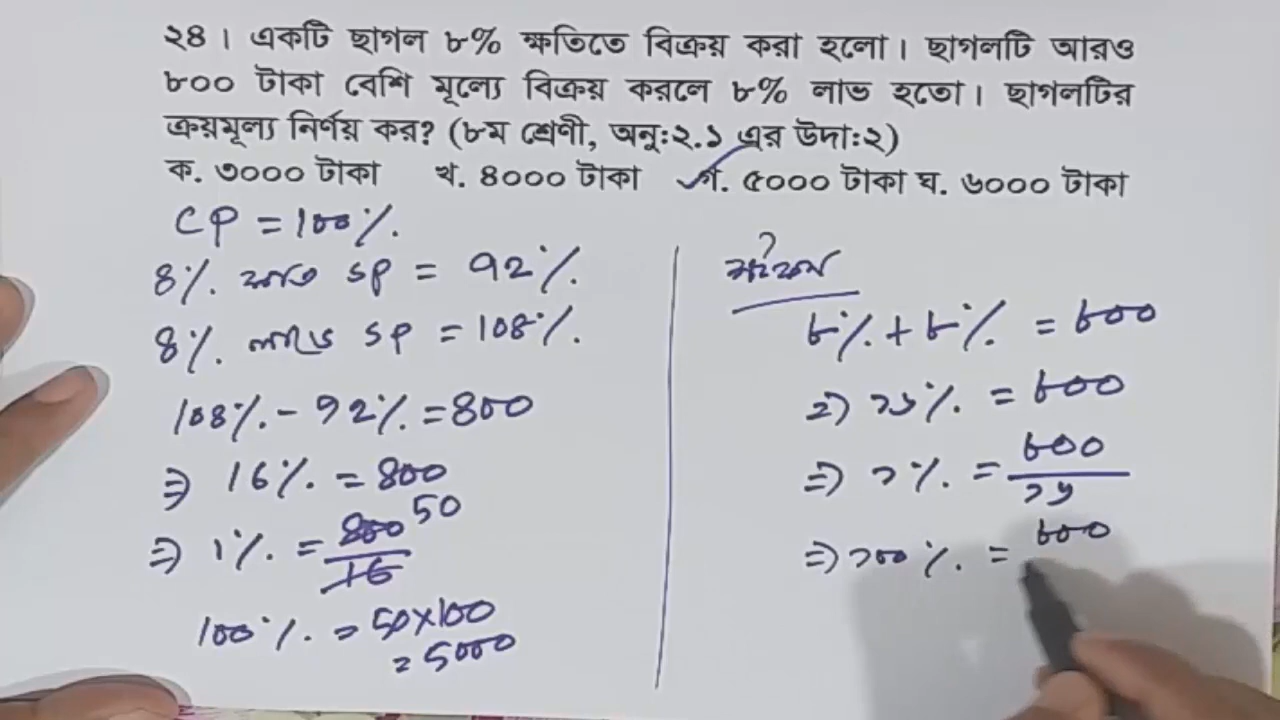 ২৪। একটি ছাগল ৮% ক্ষতিতে বিক্রয় করা হলো। ছাগলটি আরও
৮০০ টাকা বেশি মূল্যে বিক্রয় করলে ৮% লাভ হতো। ছাগলটির
ক্রয়মূল্য নির্ণয় কর? (৮ম শ্রেণী, অনু:২.১ এর উদা:২)
ক. ৩০০০ টাকা খ. ৪০০০ টাকা গ. ৫০০০ টাকা ঘ. ৬০০০ টাকা
CP = 100%.
8%. ক্ষতিতে SP = 92%.
8%. লাভে SP = 108%.
108% - 92% = 800
⇒ 16%. = 800
⇒ 1%. = 800/16 50
100%. = 50×100
= 5000
৮% + ৮% = ৮০০
⇒ ১৬%. = ৮০০
⇒ ১%. = ৮০০/১৬
⇒ ১০০%. = ৮০০